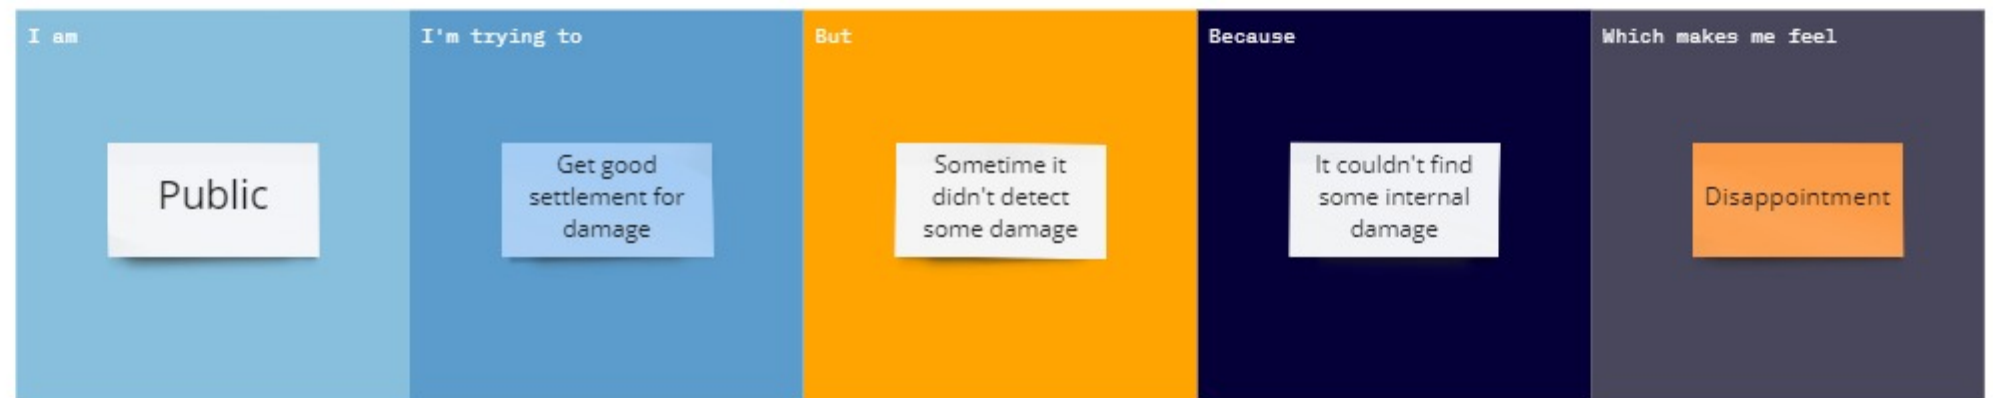 I am
Public
I'm trying to
Get good
settlement for
damage
But
Sometime it
didn't detect
some damage
Because
It couldn't find
some internal
damage
Which makes me feel
Disappointment